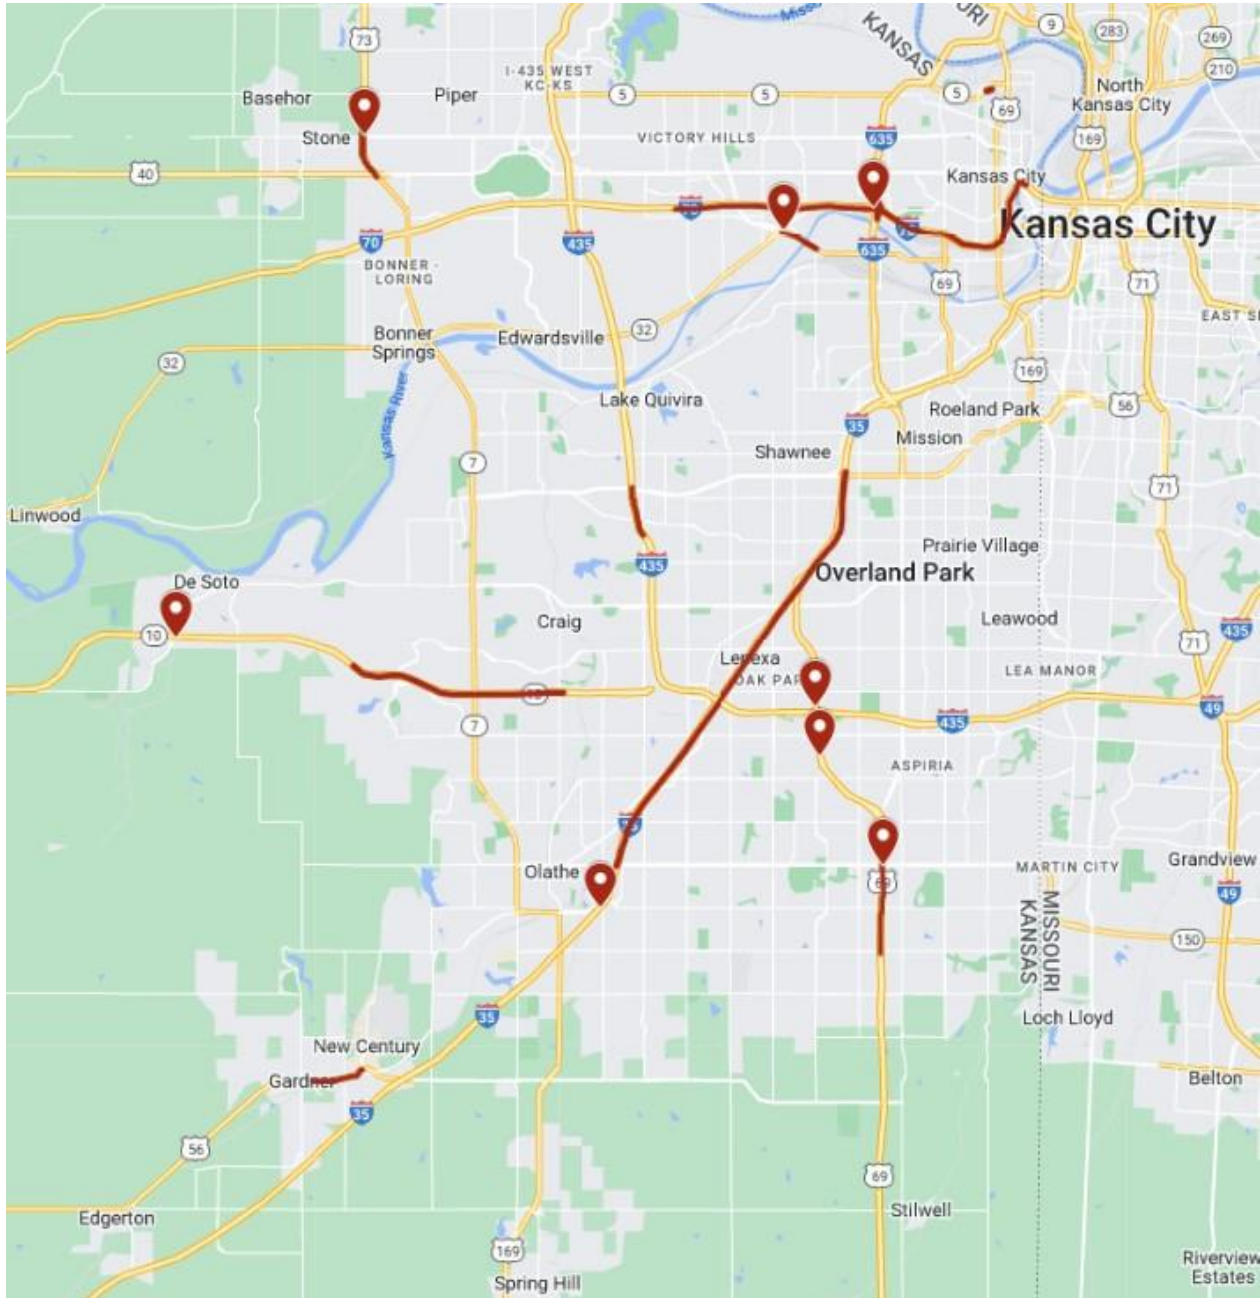 73
I-435 WEST
KC-KS
Basehor
Piper
5
5
5
KANSAS
9
283
269
210
North
Kansas City
69
169
Stone
VICTORY HILLS
635
40
Kansas City
Kansas City
70
435
635
69
71
BONNER -
LORING
EAST
Bonner
Springs
Edwardsville
32
32
Kansas River
169
Lake Quivira
Roeland Park
56
35
Mission
Shawnee
7
71
Linwood
Prairie Village
435
De Soto
Overland Park
10
Craig
Leawood
435
71
Lenexa
OAK PAR
LEA MANOR
7
435
49
ASPIRIA
Olathe
MARTIN CITY
Grandview
69
49
MISSOURI
KANSAS
150
35
Loch Lloyd
New Century
Gardner
Belton
35
56
69
Stilwell
Edgerton
169
Spring Hill
Riverview
Estates